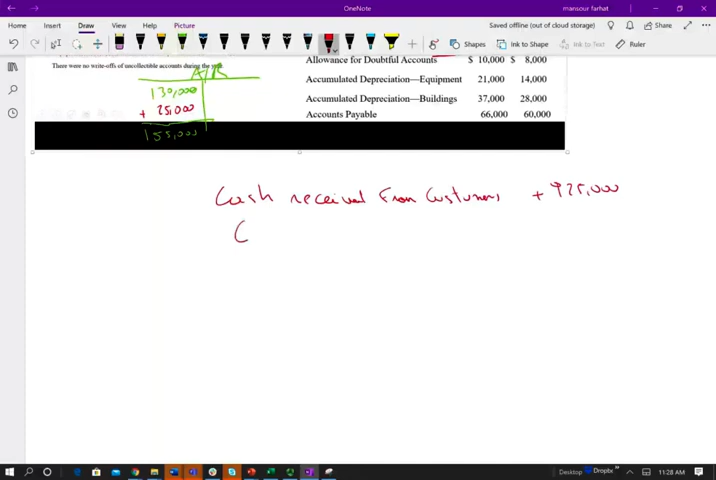 OneNote
mansour farhat
Home Insert Draw View Help Picture
Saved offline (out of cloud storage) Share
Shapes Ink to Shape Ink to Text Ink to Math Ruler
There were no write-offs of uncollectible accounts during the year.
A/R
130,000
+ 25,000
155,000
Allowance for Doubtful Accounts $ 10,000 $ 8,000
Accumulated Depreciation—Equipment 21,000 14,000
Accumulated Depreciation—Buildings 37,000 28,000
Accounts Payable 66,000 60,000
Cash received From Customers + 925,000
C
Desktop Dropbx 11:28 AM